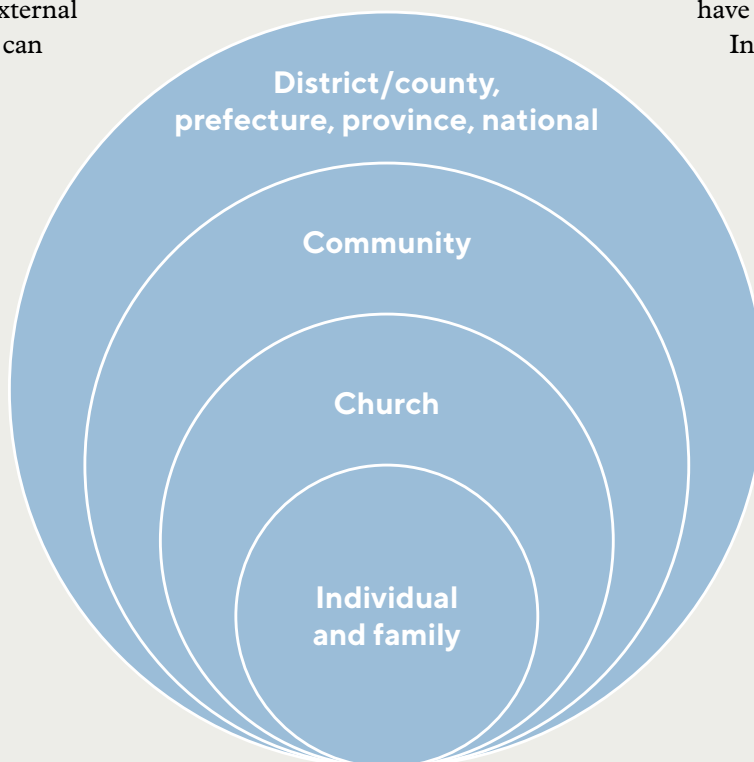 xternal
can
have
In
District/county,
prefecture, province, national
Community
Church
Individual
and family